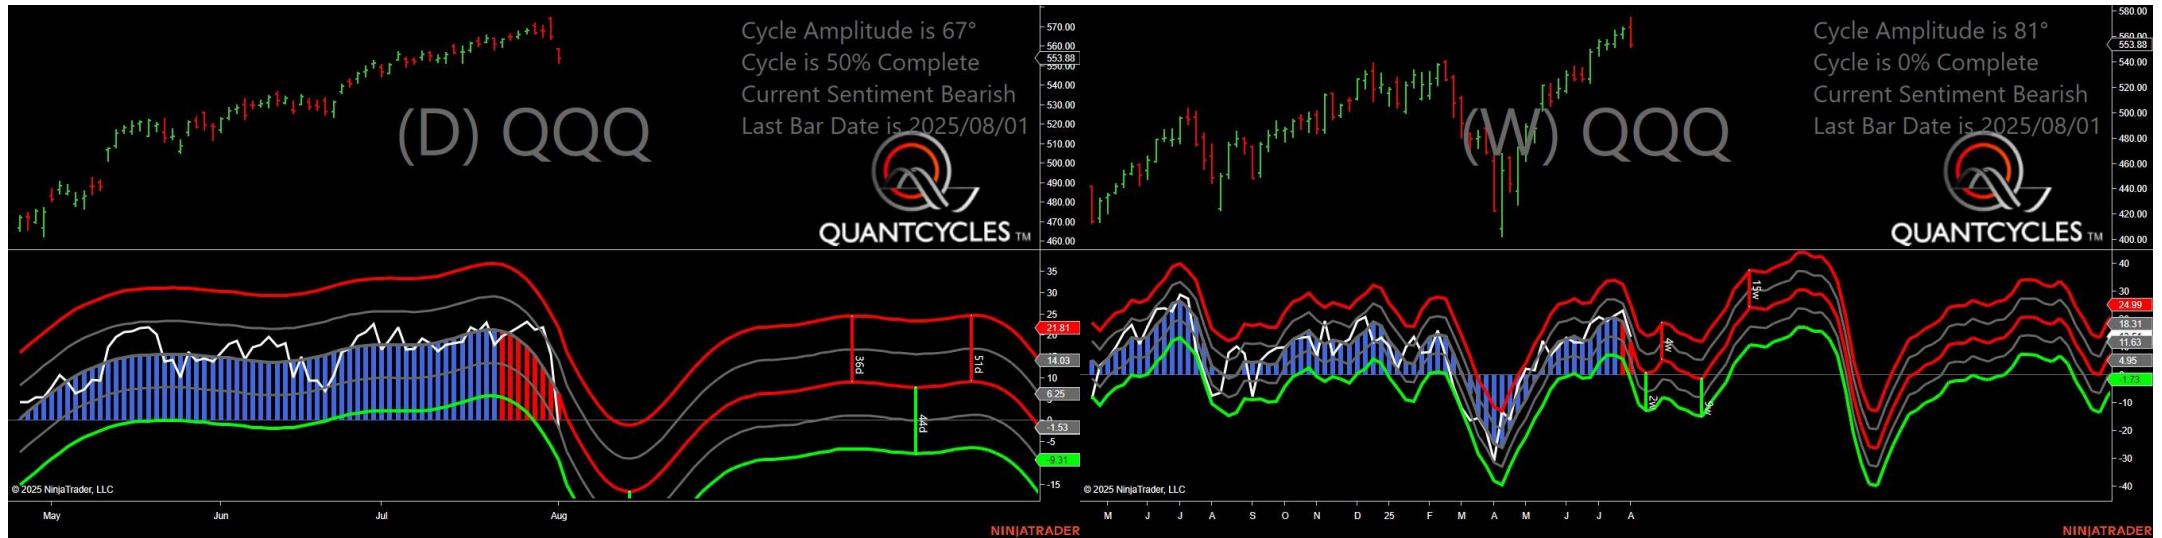 Cycle Amplitude is 67°
Cycle is 50% Complete
Current Sentiment Bearish
Last Bar Date is 2025/08/01
(D) QQQ
QUANTCYCLES TM
570.00
560.00
553.88
550.00
540.00
530.00
520.00
510.00
500.00
490.00
480.00
470.00
460.00
35
30
25
21.81
20
14.03
10
6.25
0
-1.53
-5
-9.31
-15
36d
44d
51d
© 2025 NinjaTrader, LLC
May
Jun
Jul
Aug
NINJATRADER
Cycle Amplitude is 81°
Cycle is 0% Complete
Current Sentiment Bearish
Last Bar Date is 2025/08/01
(W) QQQ
QUANTCYCLES TM
580.00
560.00
553.88
540.00
520.00
500.00
480.00
460.00
440.00
420.00
400.00
40
30
24.99
18.31
11.63
4.95
-1.73
-10
-20
-30
-40
2w
4w
9w
15w
© 2025 NinjaTrader, LLC
M
J
J
A
S
O
N
D
25
F
M
A
M
J
J
A
NINJATRADER